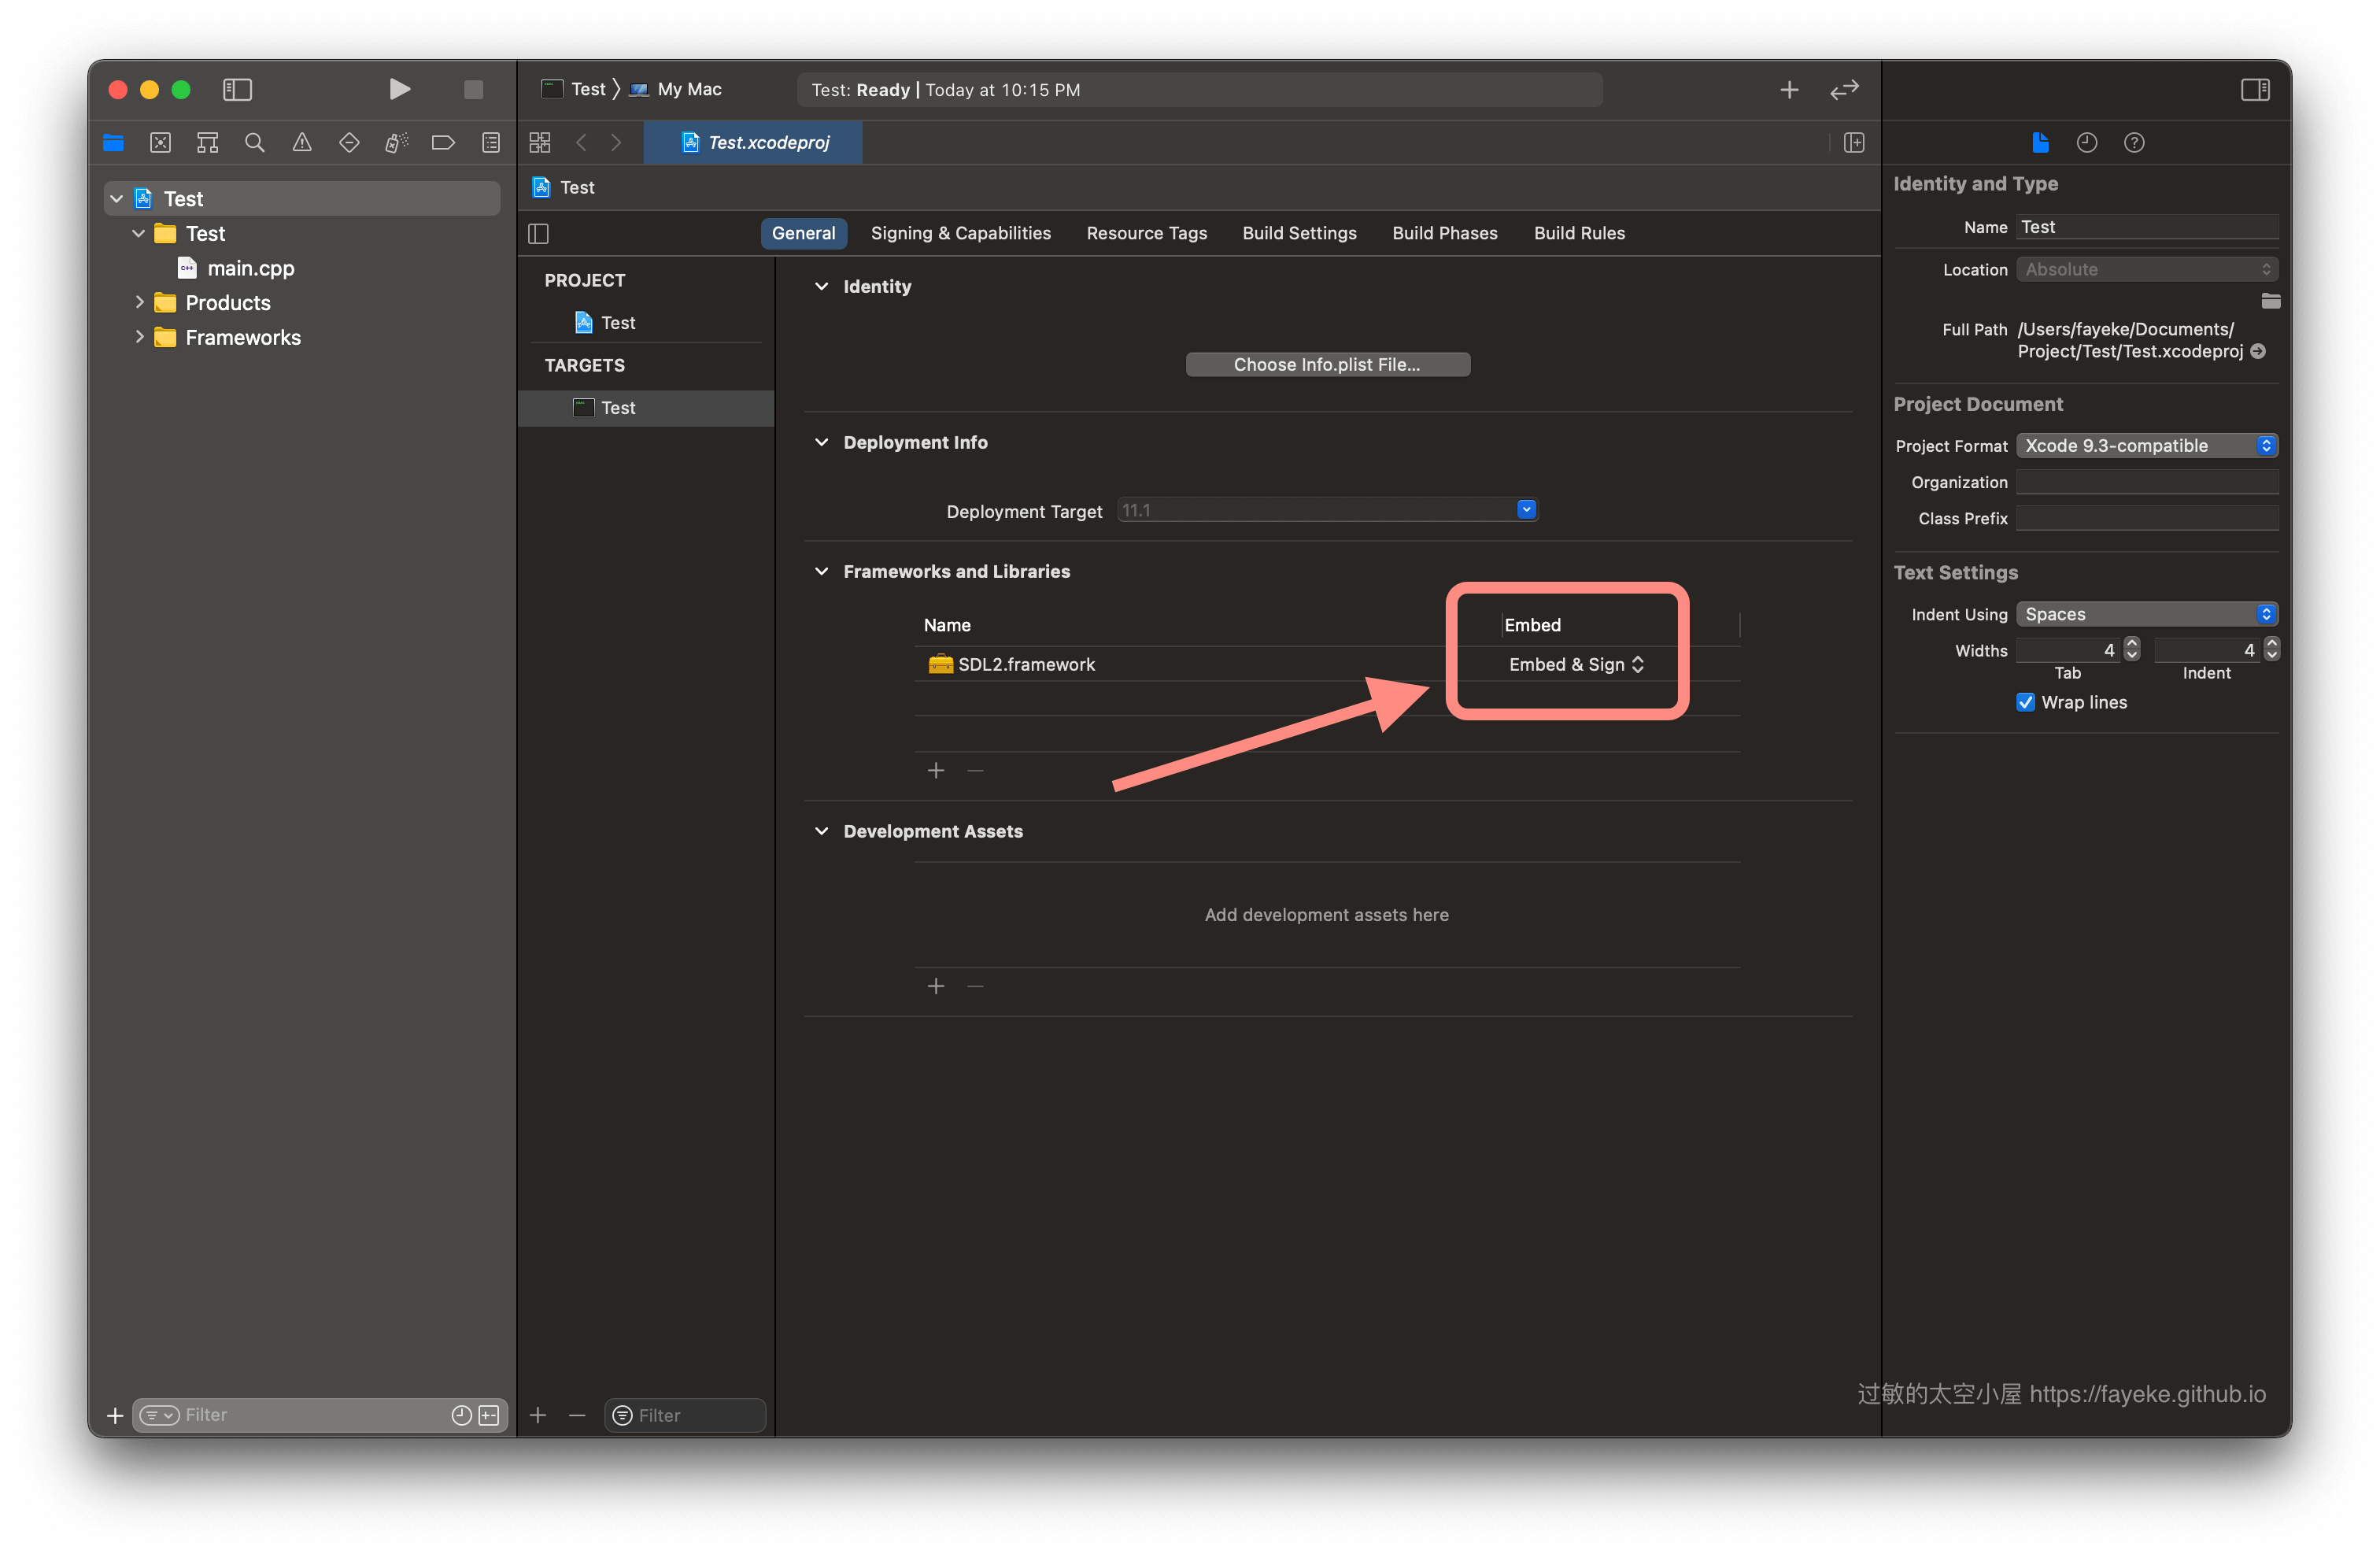 Test 〉 My Mac
Test: Ready | Today at 10:15 PM
Test.xcodeproj
Test
Test
main.cpp
Products
Frameworks
Filter
Test
General Signing & Capabilities Resource Tags Build Settings Build Phases Build Rules
PROJECT
Test
TARGETS
Test
Filter
Identity
Choose Info.plist File...
Deployment Info
Deployment Target 11.1
Frameworks and Libraries
Name Embed
SDL2.framework Embed & Sign
Development Assets
Add development assets here
Identity and Type
Name Test
Location Absolute
Full Path /Users/fayeke/Documents/
Project/Test/Test.xcodeproj
Project Document
Project Format Xcode 9.3-compatible
Organization
Class Prefix
Text Settings
Indent Using Spaces
Widths 4 4
Tab Indent
Wrap lines
过敏的太空小屋 https://fayeke.github.io